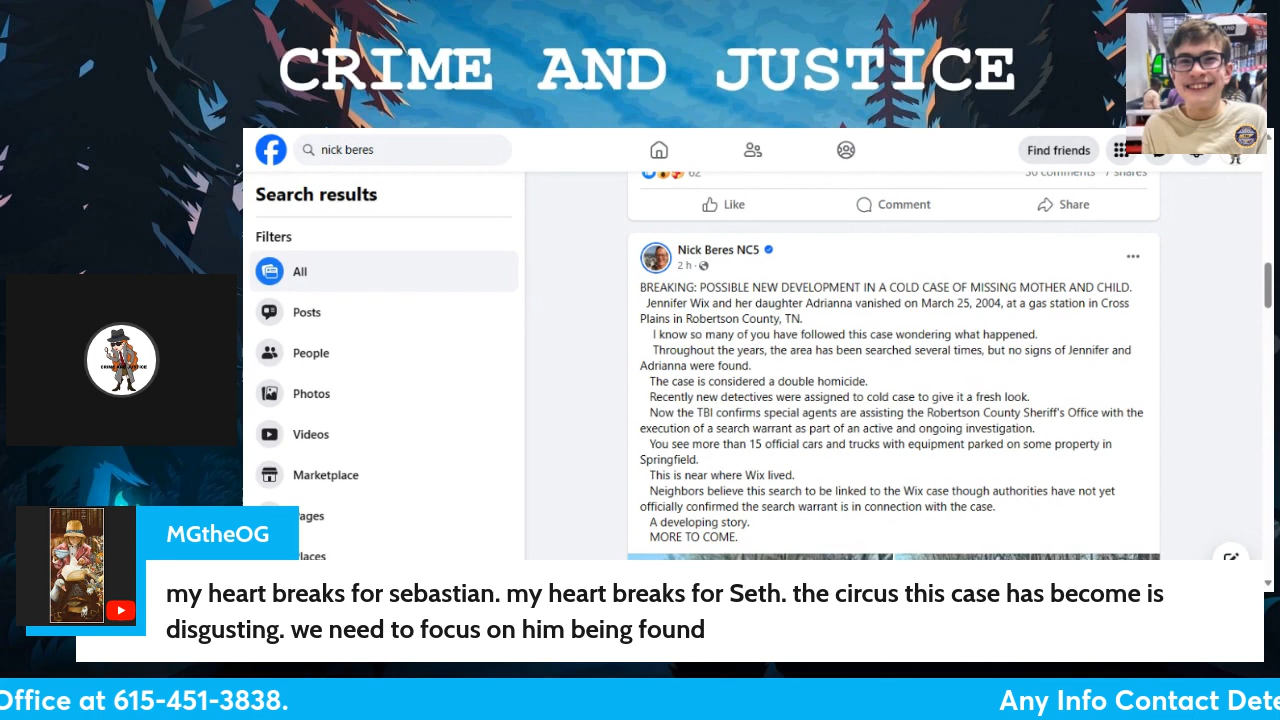 CRIME AND JUSTICE
nick beres
Find friends
Search results
Filters
All
Posts
People
Photos
Videos
Marketplace
62
30 comments 7 shares
Like
Comment
Share
Nick Beres NC5
2 h ·
BREAKING: POSSIBLE NEW DEVELOPMENT IN A COLD CASE OF MISSING MOTHER AND CHILD.
Jennifer Wix and her daughter Adrianna vanished on March 25, 2004, at a gas station in Cross
Plains in Robertson County, TN.
I know so many of you have followed this case wondering what happened.
Throughout the years, the area has been searched several times, but no signs of Jennifer and
Adrianna were found.
The case is considered a double homicide.
Recently new detectives were assigned to cold case to give it a fresh look.
Now the TBI confirms special agents are assisting the Robertson County Sheriff's Office with the
execution of a search warrant as part of an active and ongoing investigation.
You see more than 15 official cars and trucks with equipment parked on some property in
Springfield.
This is near where Wix lived.
Neighbors believe this search to be linked to the Wix case though authorities have not yet
officially confirmed the search warrant is in connection with the case.
A developing story.
MORE TO COME.
CRIME AND JUSTICE
ages
laces
MGtheOG
my heart breaks for sebastian. my heart breaks for Seth. the circus this case has become is
disgusting. we need to focus on him being found
Office at 615-451-3838.
Any Info Contact Dete